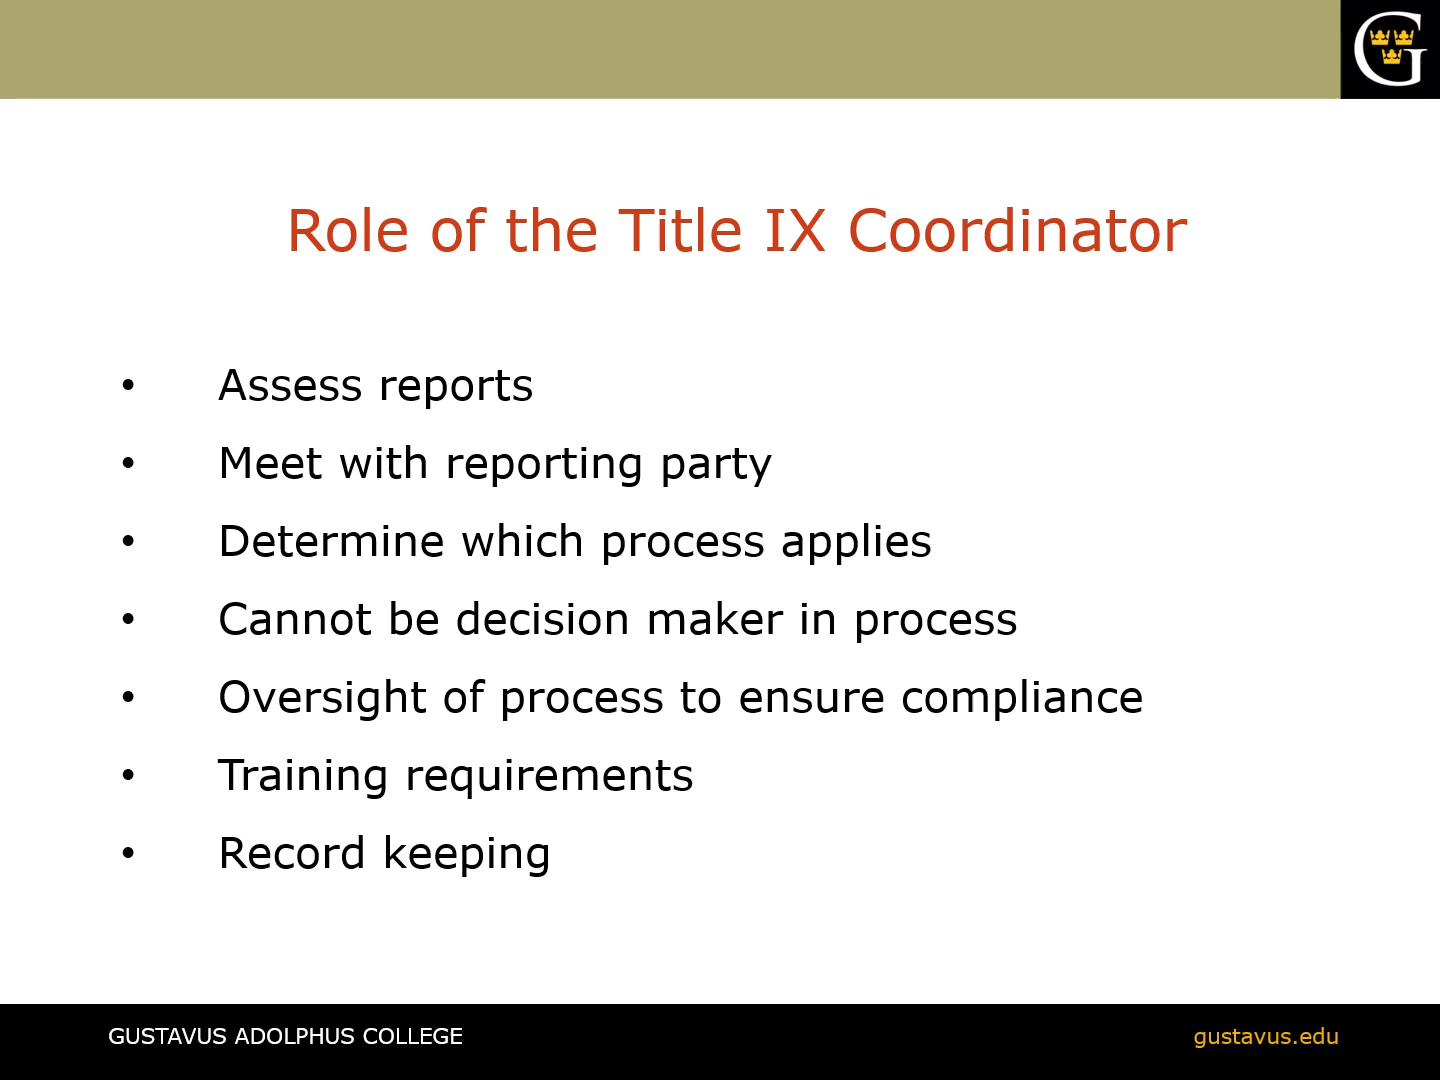 G
Role of the Title IX Coordinator
• Assess reports
• Meet with reporting party
• Determine which process applies
• Cannot be decision maker in process
• Oversight of process to ensure compliance
• Training requirements
• Record keeping
GUSTAVUS ADOLPHUS COLLEGE
gustavus.edu